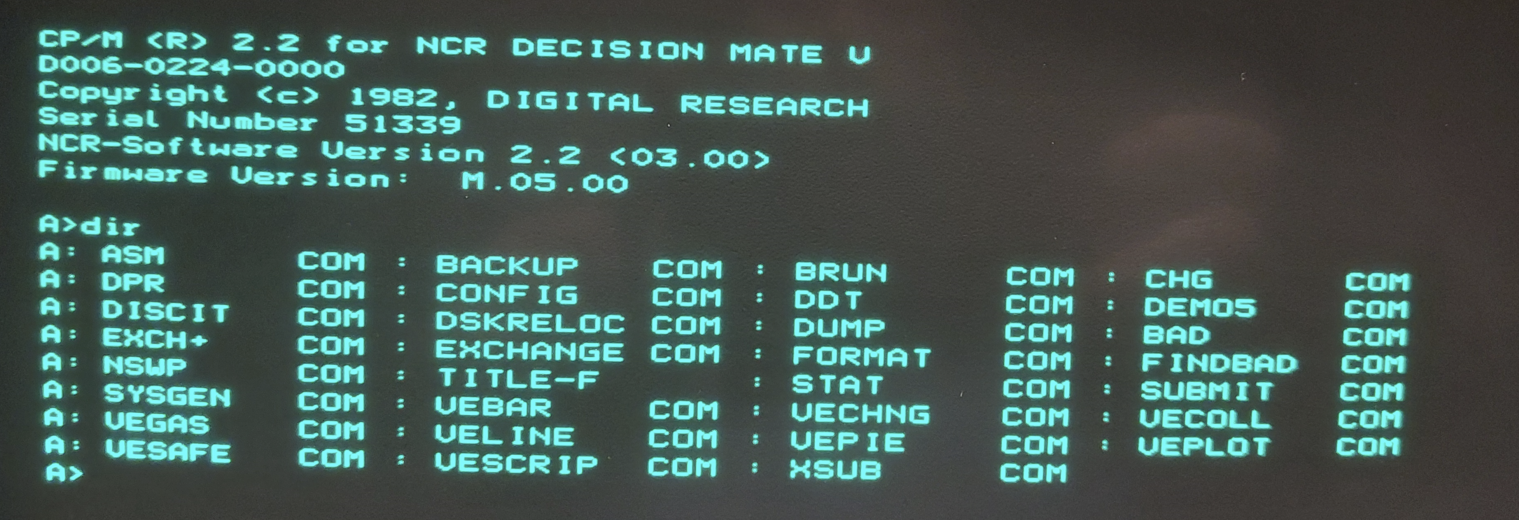 CP/M <R> 2.2 for NCR DECISION MATE V
D006-0224-0000
Copyright <c> 1982, DIGITAL RESEARCH
Serial Number 51339
NCR-Software Version 2.2 <03.00>
Firmware Version:  M.05.00
A>dir
A: ASM      COM : BACKUP   COM : BRUN     COM : CHG      COM
A: DPR      COM : CONFIG   COM : DDT      COM : DEMO5    COM
A: DISCIT   COM : DSKRELOC COM : DUMP     COM : BAD      COM
A: EXCH+    COM : EXCHANGE COM : FORMAT   COM : FINDBAD  COM
A: NSWP     COM : TITLE-F      : STAT     COM : SUBMIT   COM
A: SYSGEN   COM : VEBAR    COM : VECHNG   COM : VECOLL   COM
A: VEGAS    COM : VELINE   COM : VEPIE    COM : VEPLOT   COM
A: VESAFE   COM : VESCRIP  COM : XSUB     COM
A>